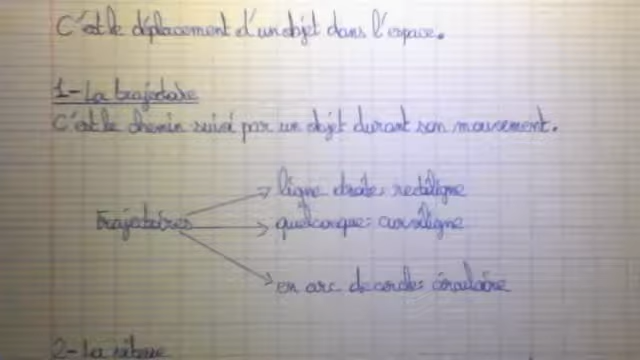 C'est le déplacement d'un objet dans l'espace.
1- La trajectoire
C'est le chemin suivi par un objet durant son mouvement.
ligne droite: rectiligne
trajectoires
quelconque: curviligne
en arc de cercle: circulaire
2- La vitesse